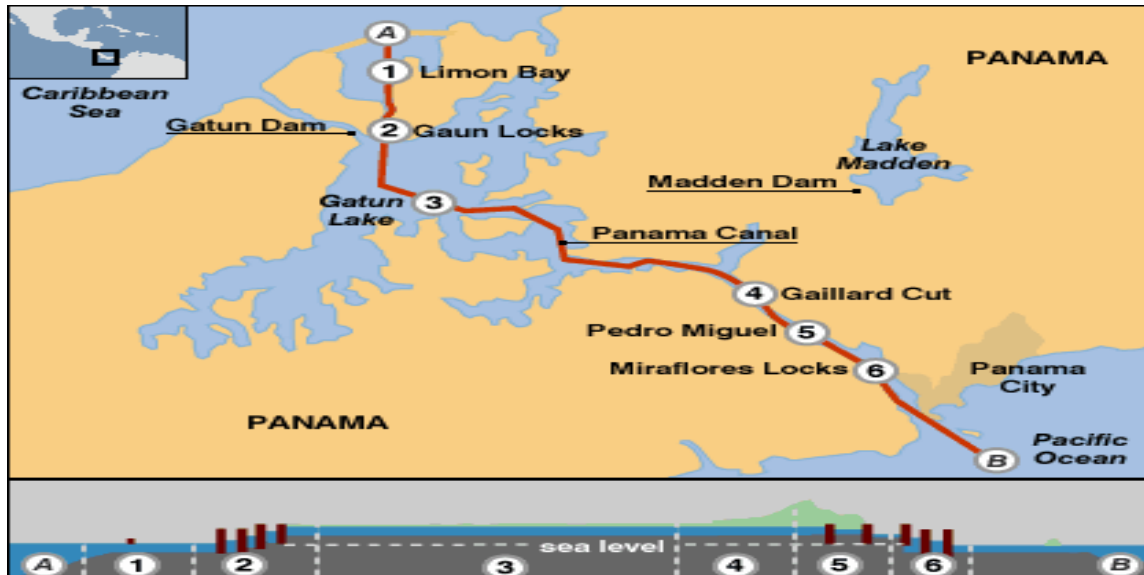 A
PANAMA
1 Limon Bay
Caribbean
Sea
Gatun Dam
2 Gaun Locks
Lake
Madden
Madden Dam
Gatun
Lake
3
Panama Canal
4 Gaillard Cut
Pedro Miguel 5
Miraflores Locks 6
Panama
City
PANAMA
Pacific
Ocean
B
sea level
A 1 2 3 4 5 6 B